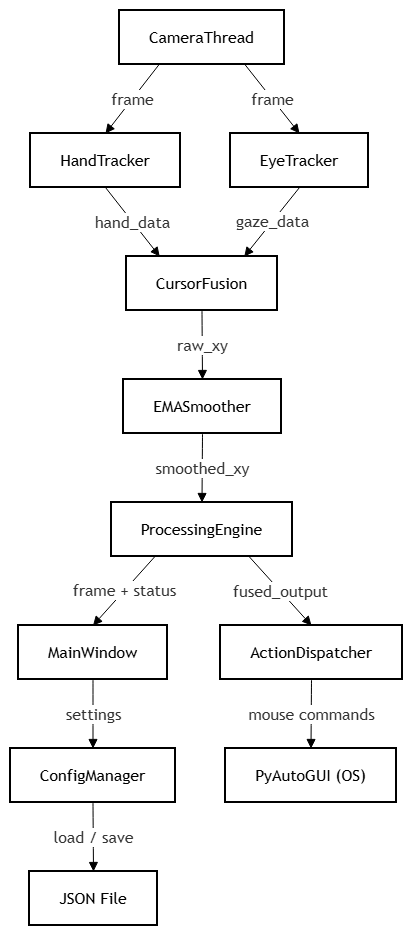 CameraThread
frame
frame
HandTracker
EyeTracker
hand_data
gaze_data
CursorFusion
raw_xy
EMASmoother
smoothed_xy
ProcessingEngine
frame + status
fused_output
MainWindow
ActionDispatcher
settings
mouse commands
ConfigManager
PyAutoGUI (OS)
load / save
JSON File